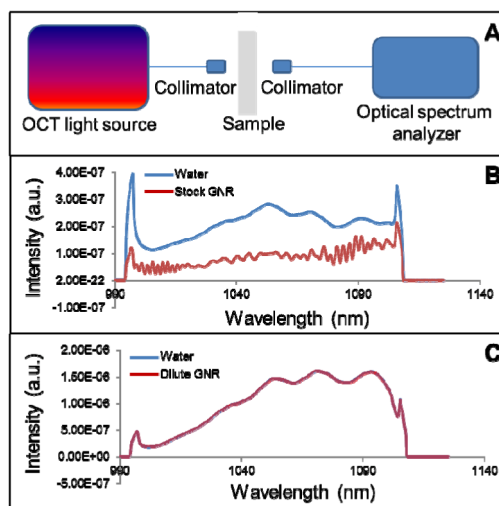 A
Collimator
Collimator
OCT light source
Sample
Optical spectrum
analyzer
B
Intensity (a.u.)
4.00E-07
3.00E-07
2.00E-07
1.00E-07
2.00E-22
-1.00E-07
Water
Stock GNR
990
1040
1090
1140
Wavelength (nm)
C
Intensity (a.u.)
2.00E-06
1.50E-06
1.00E-06
5.00E-07
0.00E+00
-5.00E-07
Water
Dilute GNR
990
1040
1090
1140
Wavelength (nm)